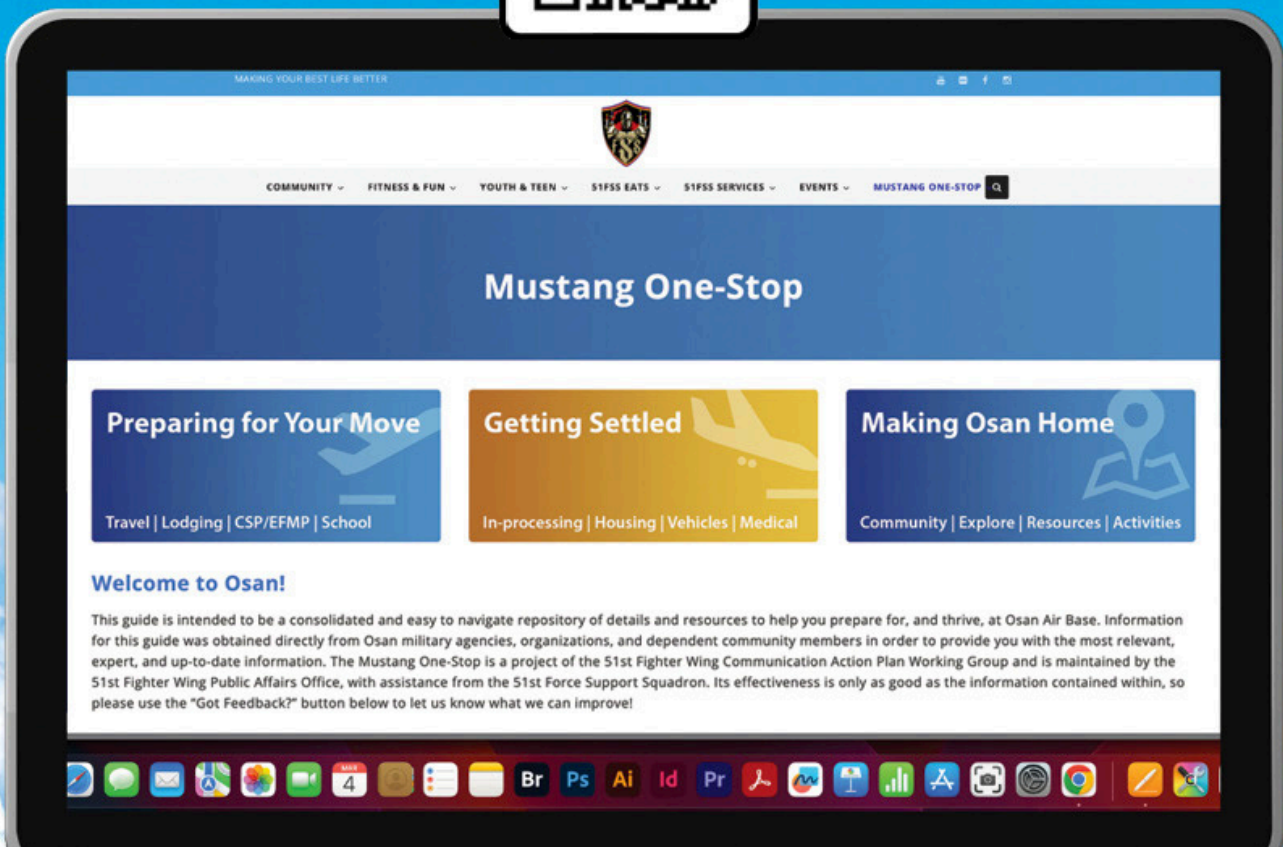 MAKING YOUR BEST LIFE BETTER
FSS
COMMUNITY
FITNESS & FUN
YOUTH & TEEN
51FSS EATS
51FSS SERVICES
EVENTS
MUSTANG ONE-STOP
Mustang One-Stop
Preparing for Your Move
Travel | Lodging | CSP/EFMP | School
Getting Settled
In-processing | Housing | Vehicles | Medical
Making Osan Home
Community | Explore | Resources | Activities
Welcome to Osan!
This guide is intended to be a consolidated and easy to navigate repository of details and resources to help you prepare for, and thrive, at Osan Air Base. Information
for this guide was obtained directly from Osan military agencies, organizations, and dependent community members in order to provide you with the most relevant,
expert, and up-to-date information. The Mustang One-Stop is a project of the 51st Fighter Wing Communication Action Plan Working Group and is maintained by the
51st Fighter Wing Public Affairs Office, with assistance from the 51st Force Support Squadron. Its effectiveness is only as good as the information contained within, so
please use the “Got Feedback?” button below to let us know what we can improve!
MAR
4
Br
Ps
Ai
Id
Pr